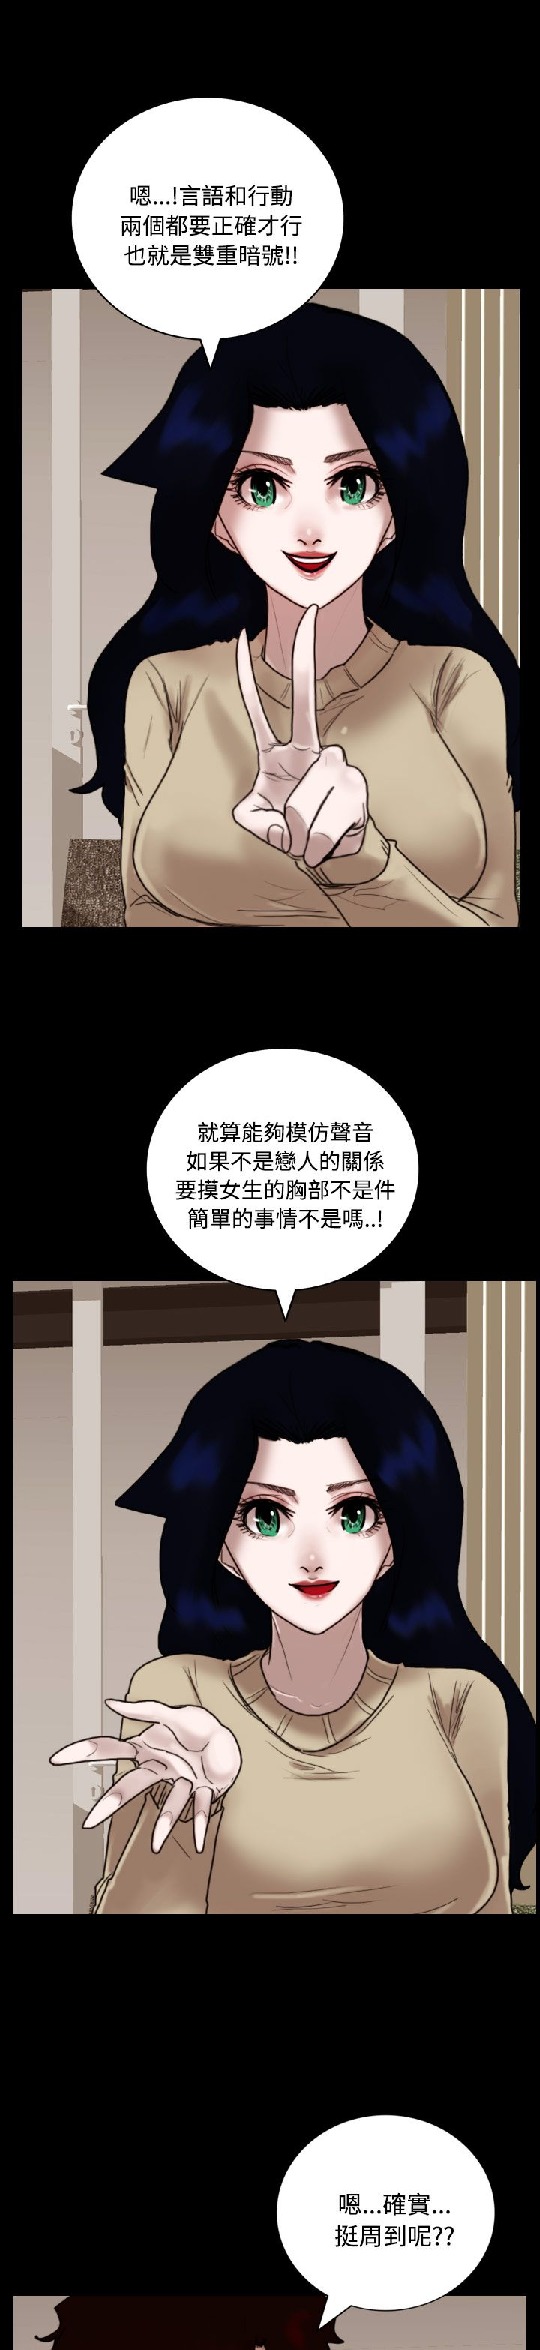 嗯...!言語和行動
兩個都要正確才行
也就是雙重暗號!!
就算能夠模仿聲音
如果不是戀人的關係
要摸女生的胸部不是件
簡單的事情不是嗎..!
嗯...確實...
挺周到呢??